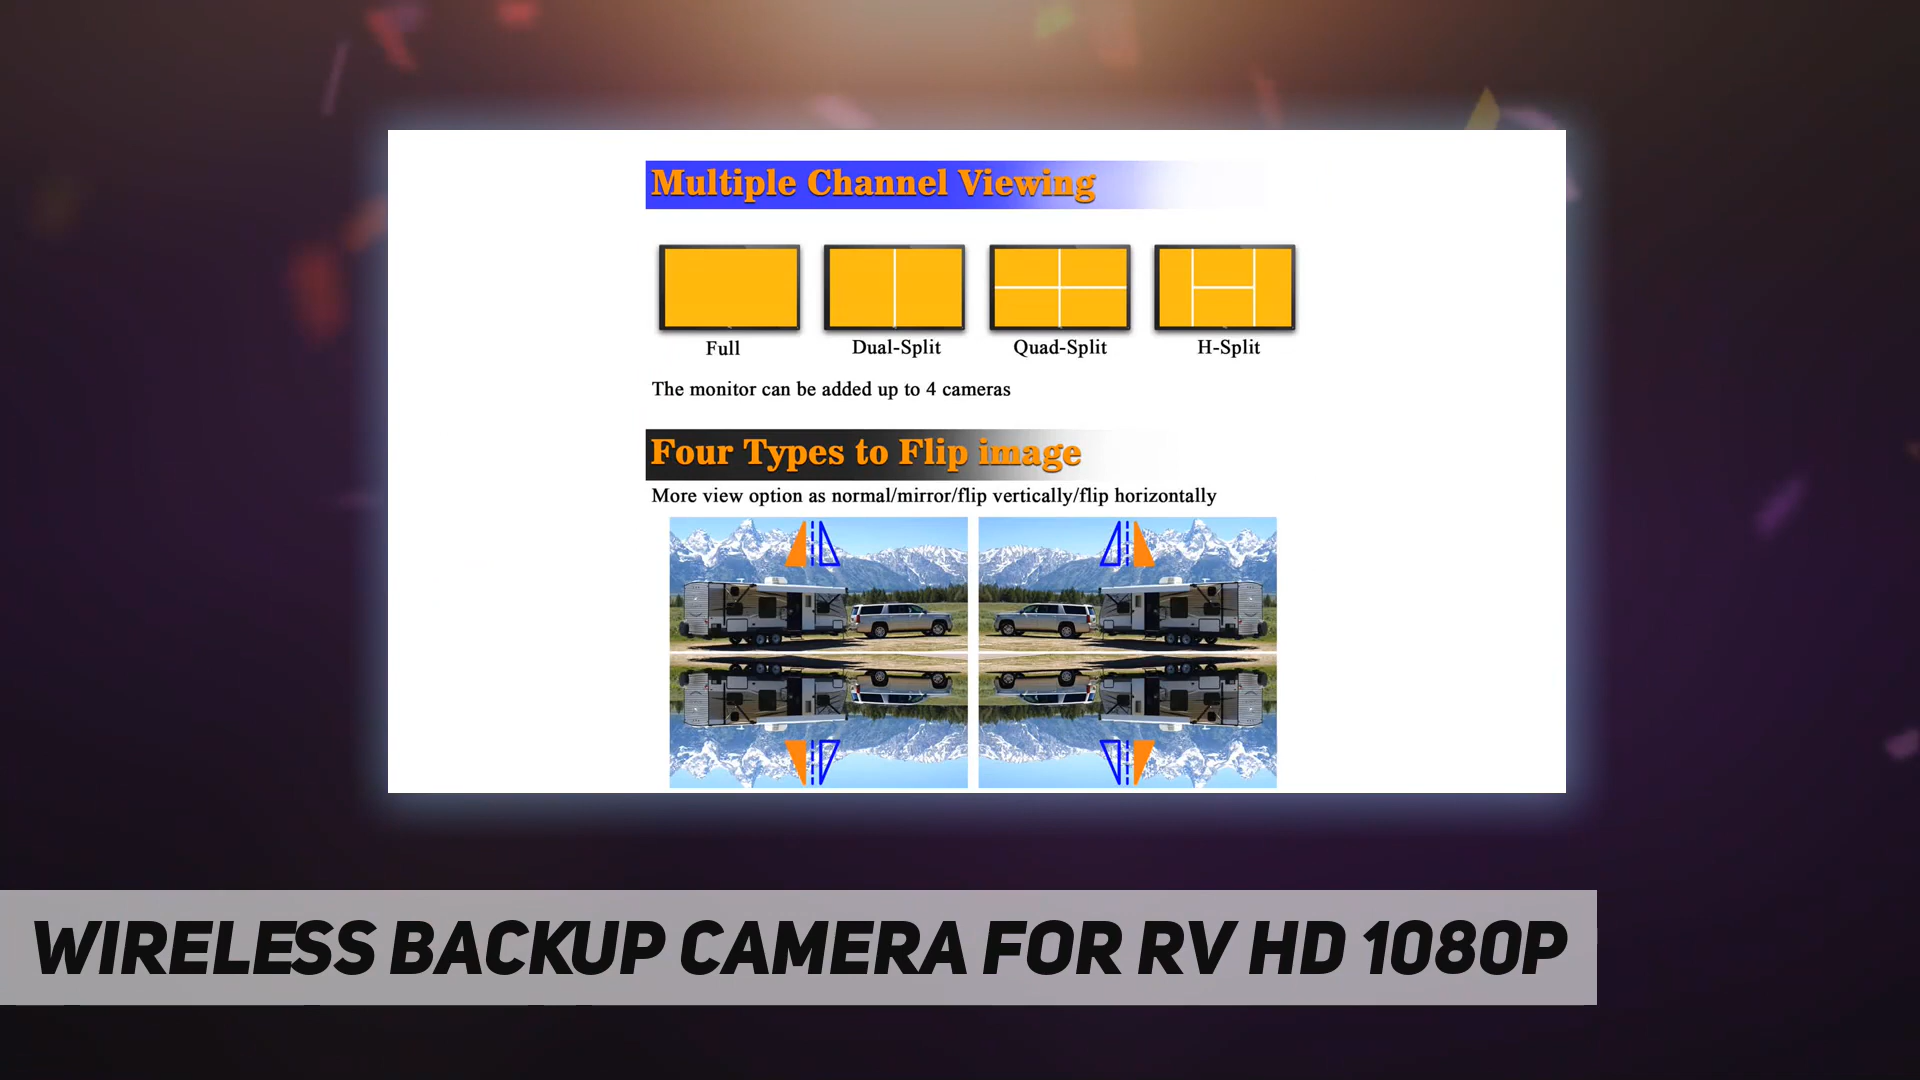 Multiple Channel Viewing
Full
Dual-Split
Quad-Split
H-Split
The monitor can be added up to 4 cameras
Four Types to Flip image
More view option as normal/mirror/flip vertically/flip horizontally
WIRELESS BACKUP CAMERA FOR RV HD 1080P